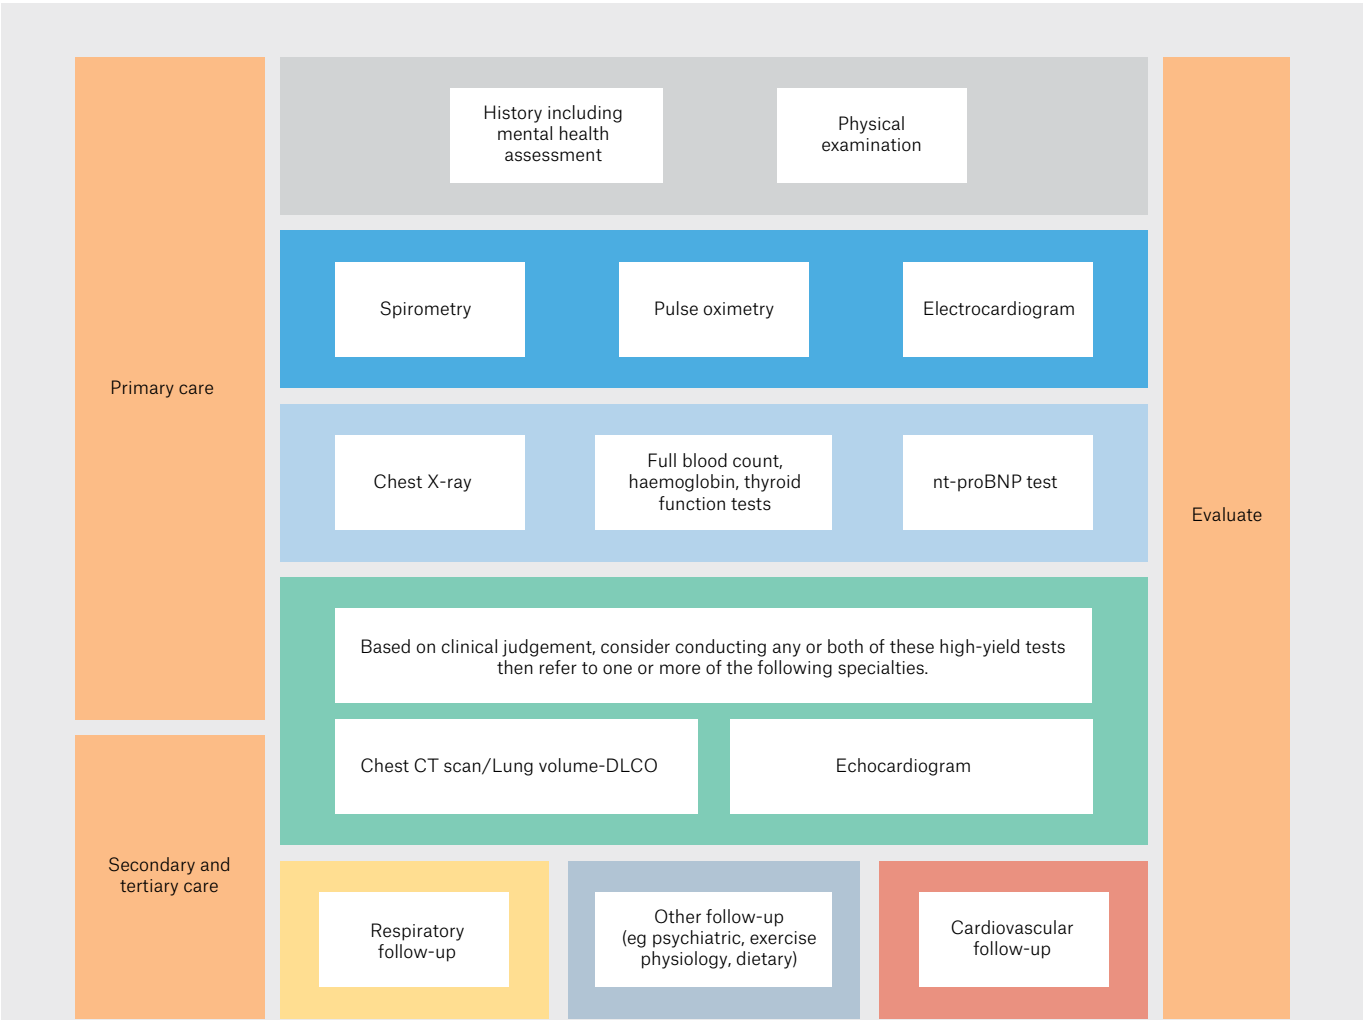 History including
mental health
assessment
Physical
examination
Spirometry
Pulse oximetry
Electrocardiogram
Primary care
Chest X-ray
Full blood count,
haemoglobin, thyroid
function tests
nt-proBNP test
Evaluate
Based on clinical judgement, consider conducting any or both of these high-yield tests
then refer to one or more of the following specialties.
Chest CT scan/Lung volume-DLCO
Echocardiogram
Secondary and
tertiary care
Respiratory
follow-up
Other follow-up
(eg psychiatric, exercise
physiology, dietary)
Cardiovascular
follow-up